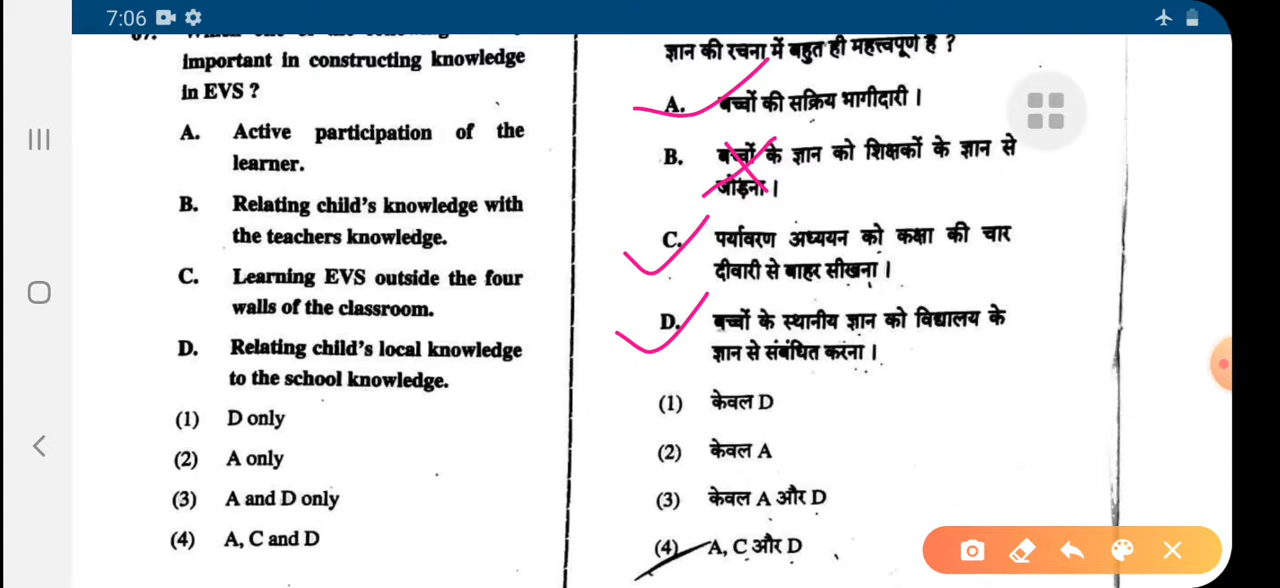 7:06
important in constructing knowledge
in EVS ?
A. Active participation of the
learner.
B. Relating child's knowledge with
the teachers knowledge.
C. Learning EVS outside the four
walls of the classroom.
D. Relating child's local knowledge
to the school knowledge.
(1) D only
(2) A only
(3) A and D only
(4) A, C and D
ज्ञान की रचना में बहुत ही महत्त्वपूर्ण है ?
A. बच्चों की सक्रिय भागीदारी ।
B. बच्चों के ज्ञान को शिक्षकों के ज्ञान से
जोड़ना ।
C. पर्यावरण अध्ययन को कक्षा की चार
दीवारी से बाहर सीखना ।
D. बच्चों के स्थानीय ज्ञान को विद्यालय के
ज्ञान से संबंधित करना ।
(1) केवल D
(2) केवल A
(3) केवल A और D
(4) A, C और D